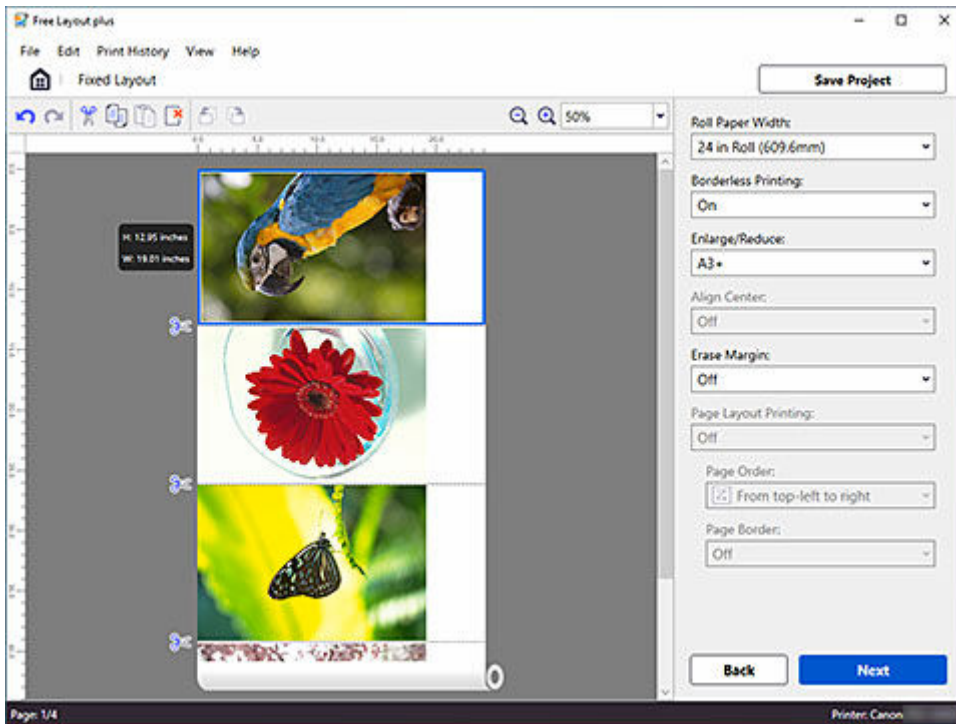 Free Layout plus
File Edit Print History View Help
Fixed Layout
Save Project
50%
Roll Paper Width:
24 in Roll (609.6mm)
Borderless Printing:
On
Enlarge/Reduce:
A3+
Align Center:
Off
Erase Margin:
Off
Page Layout Printing:
Off
Page Order:
From top-left to right
Page Border:
Off
H: 12.95 inches
W: 19.01 inches
Back
Next
Page: 1/4
Printer: Canon